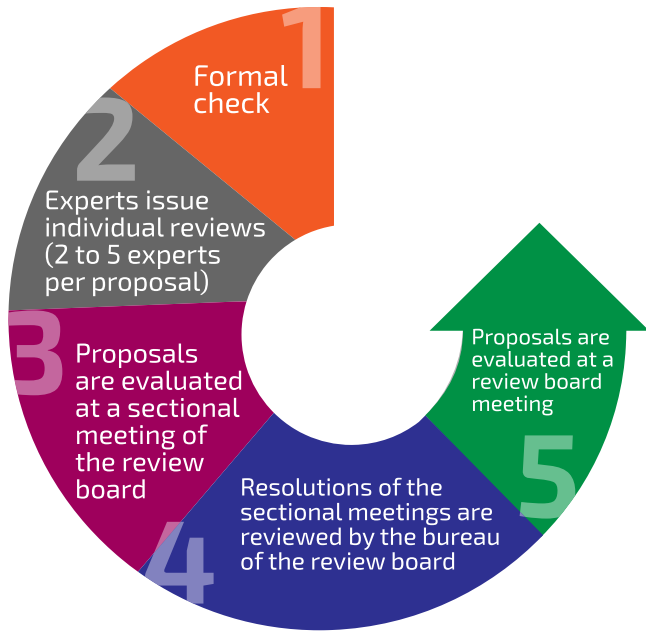 1
Formal
check
2
Experts issue
individual reviews
(2 to 5 experts
per proposal)
3
Proposals
are evaluated
at a sectional
meeting of
the review
board
4
Resolutions of the
sectional meetings are
reviewed by the bureau
of the review board
5
Proposals are
evaluated at a
review board
meeting